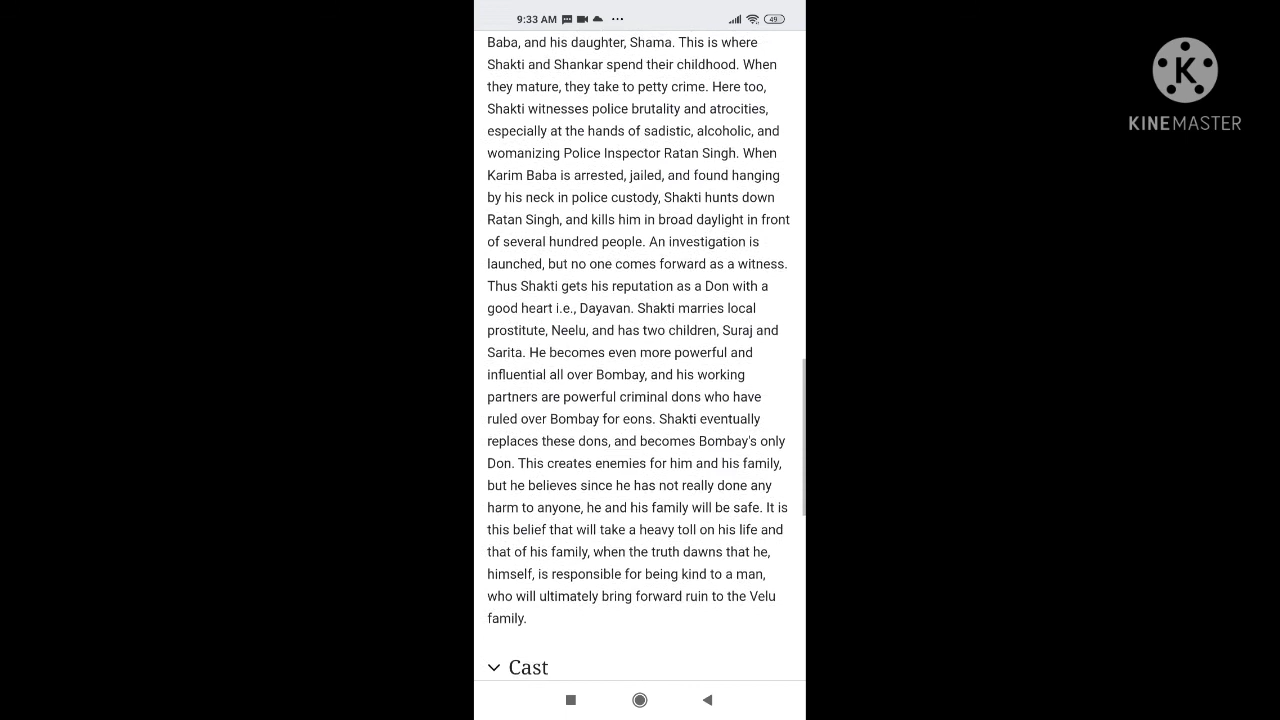 9:33 AM
49
Baba, and his daughter, Shama. This is where
Shakti and Shankar spend their childhood. When
they mature, they take to petty crime. Here too,
Shakti witnesses police brutality and atrocities,
especially at the hands of sadistic, alcoholic, and
womanizing Police Inspector Ratan Singh. When
Karim Baba is arrested, jailed, and found hanging
by his neck in police custody, Shakti hunts down
Ratan Singh, and kills him in broad daylight in front
of several hundred people. An investigation is
launched, but no one comes forward as a witness.
Thus Shakti gets his reputation as a Don with a
good heart i.e., Dayavan. Shakti marries local
prostitute, Neelu, and has two children, Suraj and
Sarita. He becomes even more powerful and
influential all over Bombay, and his working
partners are powerful criminal dons who have
ruled over Bombay for eons. Shakti eventually
replaces these dons, and becomes Bombay's only
Don. This creates enemies for him and his family,
but he believes since he has not really done any
harm to anyone, he and his family will be safe. It is
this belief that will take a heavy toll on his life and
that of his family, when the truth dawns that he,
himself, is responsible for being kind to a man,
who will ultimately bring forward ruin to the Velu
family.
Cast
K
KINEMASTER